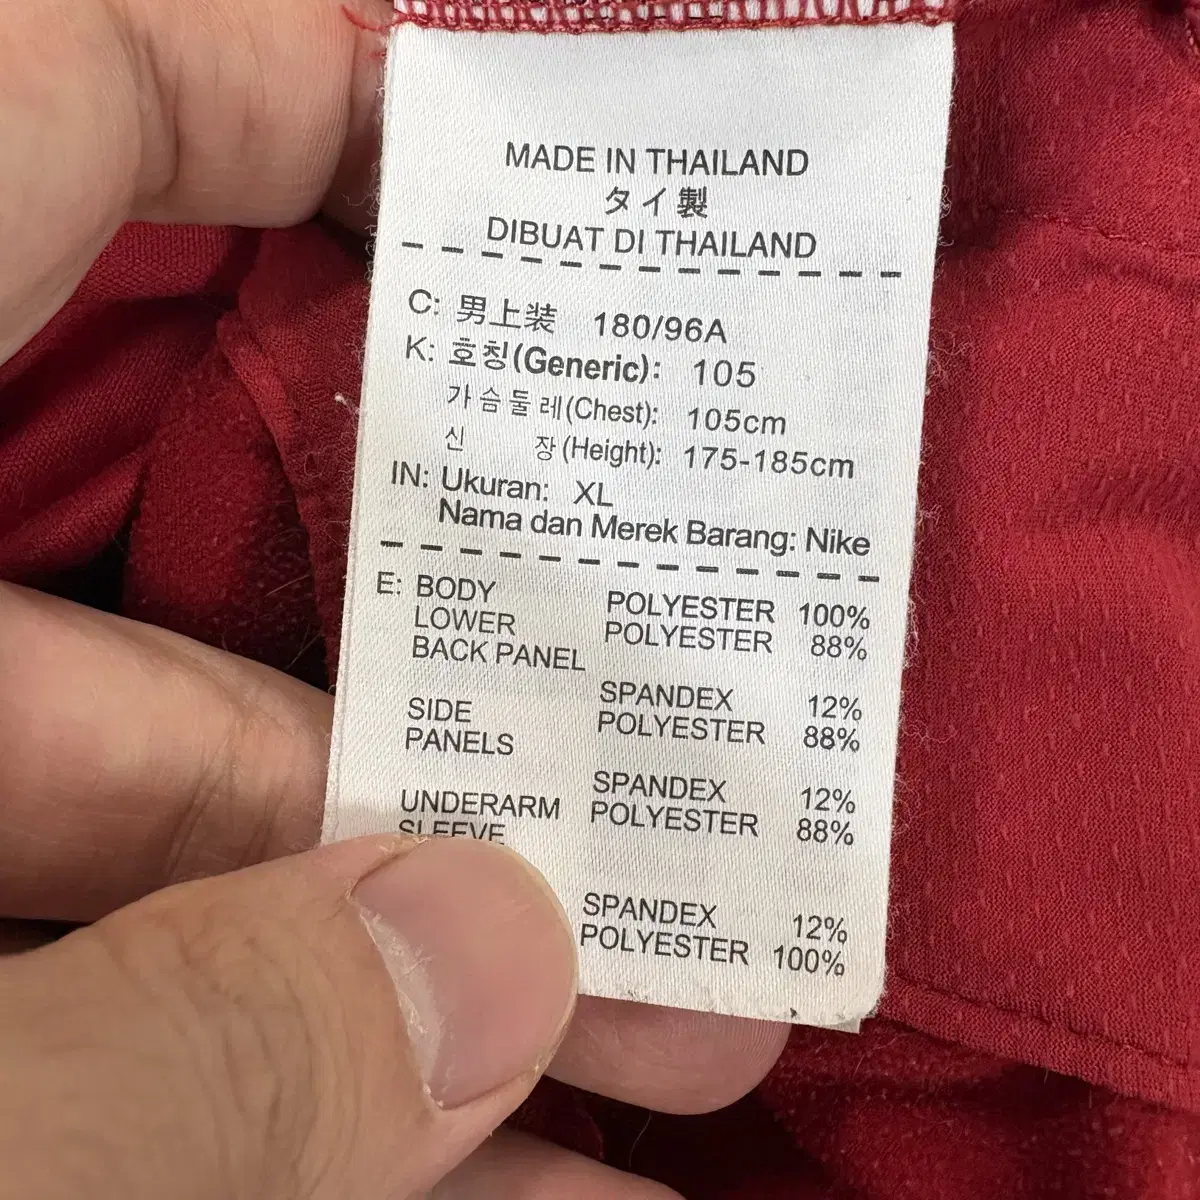 MADE IN THAILAND
タイ製
DIBUAT DI THAILAND
C: 男上装 180/96A
K: 호칭(Generic): 105
가슴둘레(Chest): 105cm
신 장(Height): 175-185cm
IN: Ukuran: XL
Nama dan Merek Barang: Nike
E: BODY POLYESTER 100%
LOWER POLYESTER 88%
BACK PANEL
SPANDEX 12%
SIDE POLYESTER 88%
PANELS
SPANDEX 12%
UNDERARM POLYESTER 88%
SLEEVE
SPANDEX 12%
POLYESTER 100%